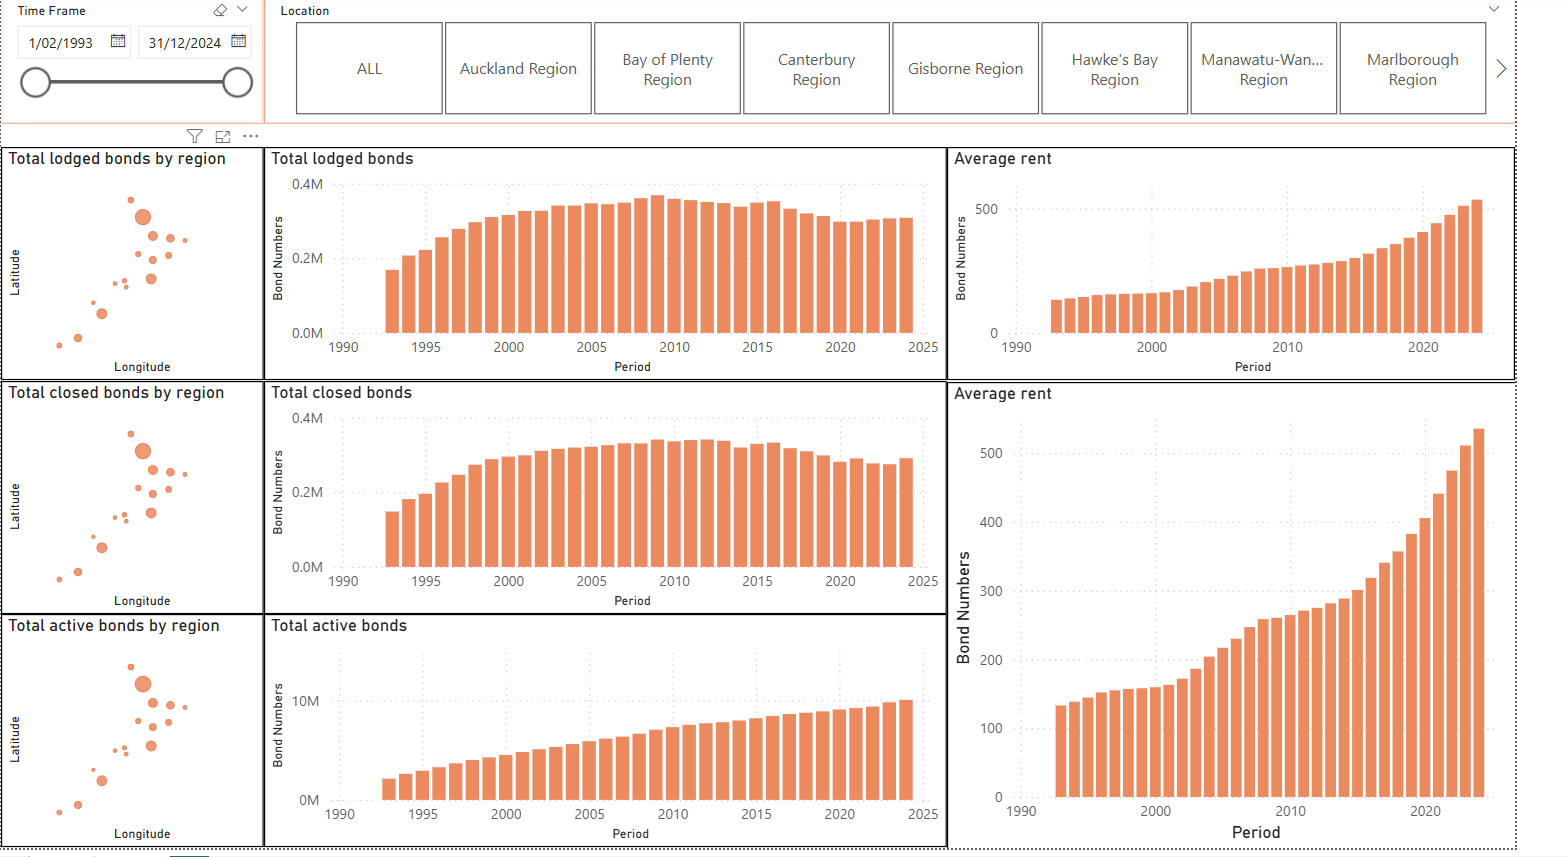 Time Frame
Location
1/02/1993
31/12/2024
ALL
Auckland Region
Bay of Plenty
Region
Canterbury
Region
Gisborne Region
Hawke's Bay
Region
Manawatu-Wan...
Region
Marlborough
Region
Total lodged bonds by region
Latitude
Longitude
Total lodged bonds
Bond Numbers
0.4M
0.2M
0.0M
1990 1995 2000 2005 2010 2015 2020 2025
Period
Average rent
Bond Numbers
500
0
1990 2000 2010 2020
Period
Total closed bonds by region
Latitude
Longitude
Total closed bonds
Bond Numbers
0.4M
0.2M
0.0M
1990 1995 2000 2005 2010 2015 2020 2025
Period
Average rent
Bond Numbers
500
400
300
200
100
0
1990 2000 2010 2020
Period
Total active bonds by region
Latitude
Longitude
Total active bonds
Bond Numbers
10M
0M
1990 1995 2000 2005 2010 2015 2020 2025
Period